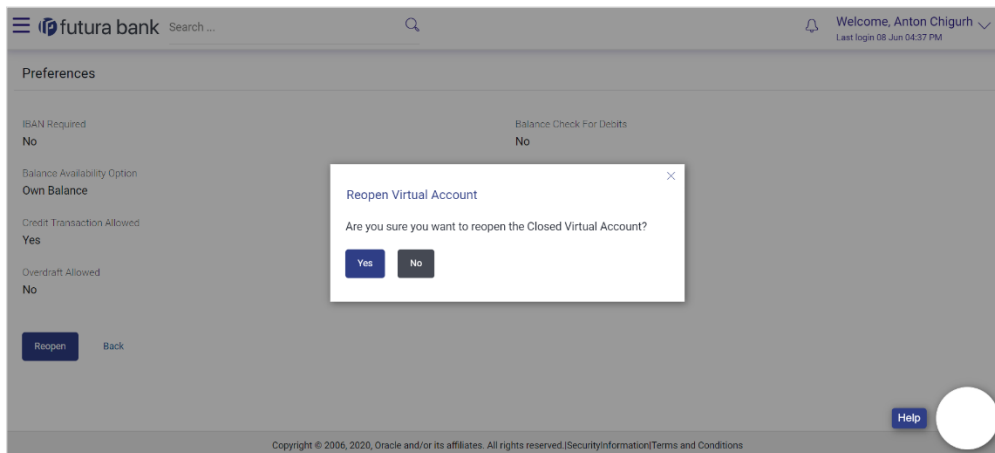 futura bank Search ...
Welcome, Anton Chigurh
Last login 08 Jun 04:37 PM
Preferences
IBAN Required
No
Balance Check For Debits
No
Balance Availability Option
Own Balance
Credit Transaction Allowed
Yes
Overdraft Allowed
No
Reopen Virtual Account
Are you sure you want to reopen the Closed Virtual Account?
Yes No
Reopen Back
Help
Copyright © 2006, 2020, Oracle and/or its affiliates. All rights reserved.|SecurityInformation|Terms and Conditions